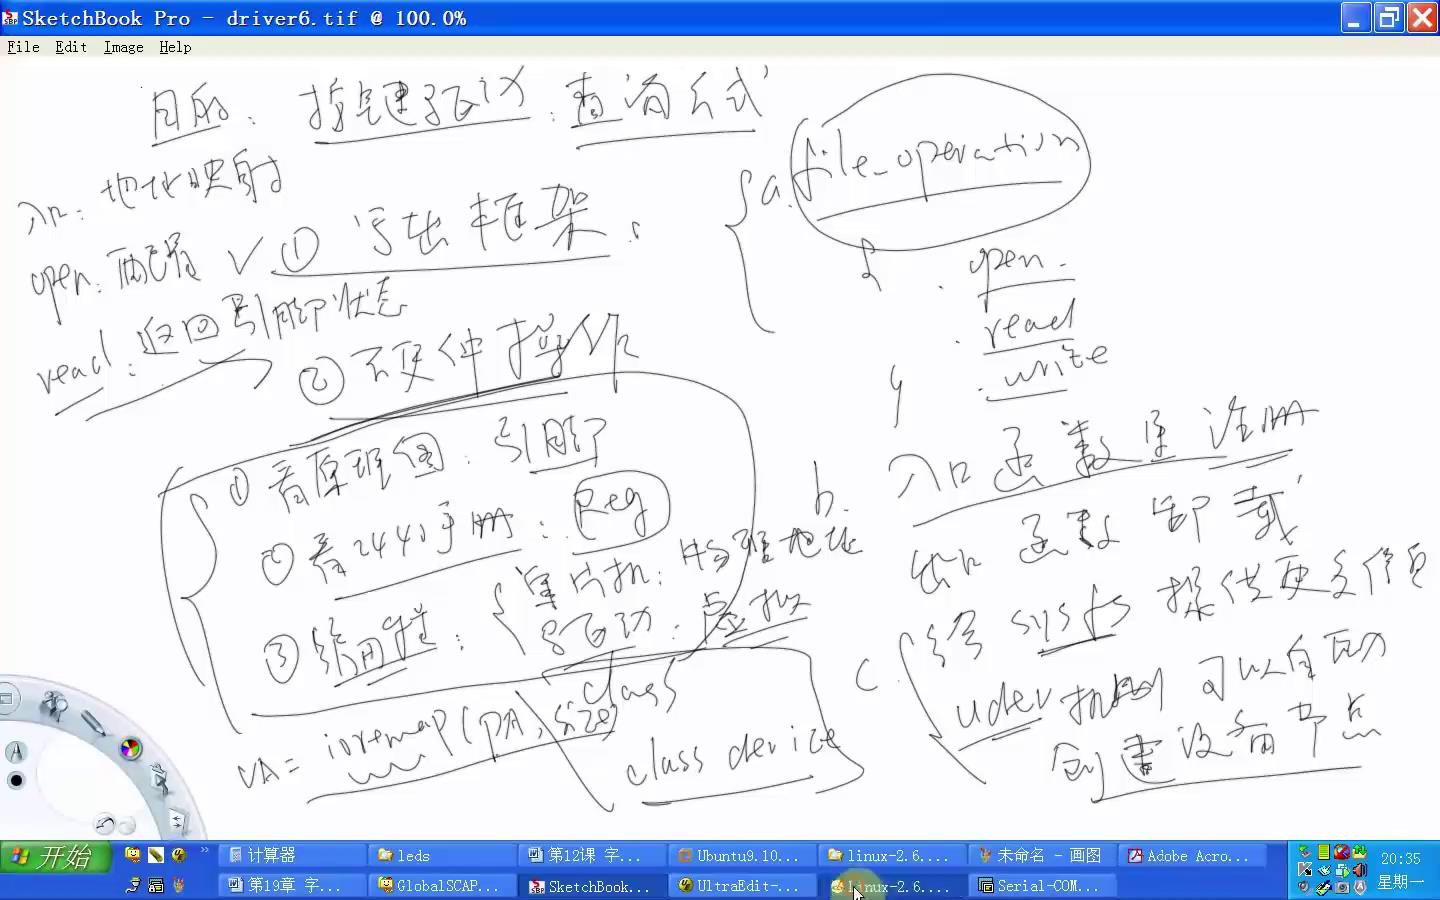 SketchBook Pro - driver6.tif @ 100.0%
File Edit Image Help
目的: 按键驱动: 查询方式
入口: 地址映射
open: 配置
read: 返回引脚状态
√ ① 写出框架:
② 硬件操作
① 看原理图: 引脚
② 看2440手册: Reg
③ 编程: { 单片机: 物理地址
驱动: 虚拟
VA = ioremap(PA, size)
class
class device
a. file_operation
{
. open.
. read
. write
}
b. 入口函数里注册
出口函数卸载
c. { 给 sysfs 提供更多信息
udev机制可以自动
创建设备节点
开始
计算器
leds
第12课 字...
Ubuntu9.10...
linux-2.6....
未命名 - 画图
Adobe Acro...
第19章 字...
GlobalSCAP...
SketchBook...
UltraEdit-...
Linux-2.6....
Serial-COM...
20:35
星期一